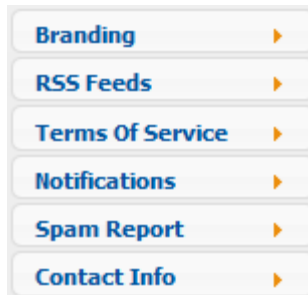 Branding
RSS Feeds
Terms Of Service
Notifications
Spam Report
Contact Info